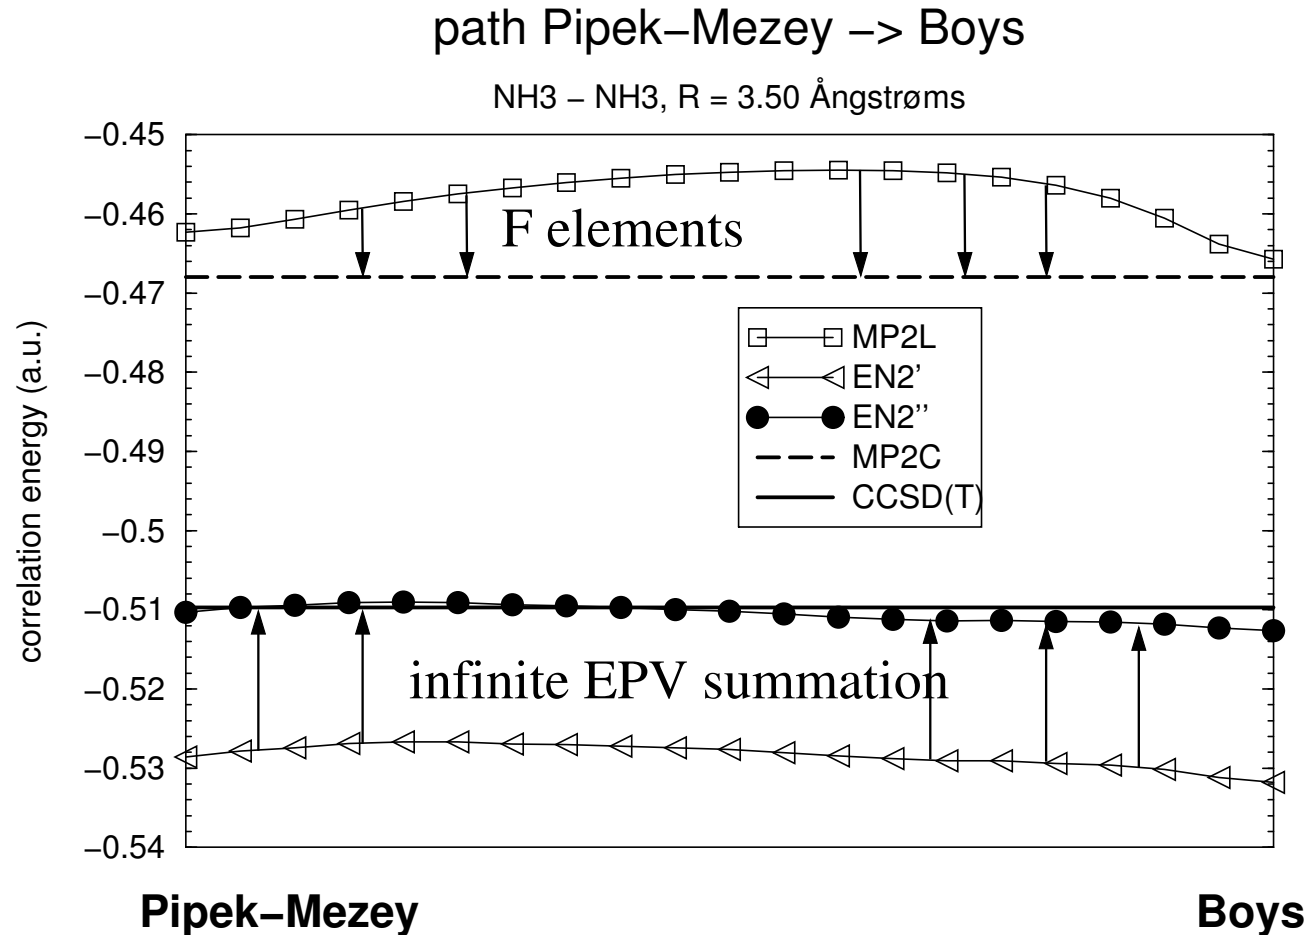 path Pipek−Mezey −> Boys
NH3 − NH3, R = 3.50 Ångstrøms
−0.45
−0.46
−0.47
−0.48
−0.49
−0.5
−0.51
−0.52
−0.53
−0.54
correlation energy (a.u.)
F elements
MP2L
EN2'
EN2''
MP2C
CCSD(T)
infinite EPV summation
Pipek−Mezey
Boys